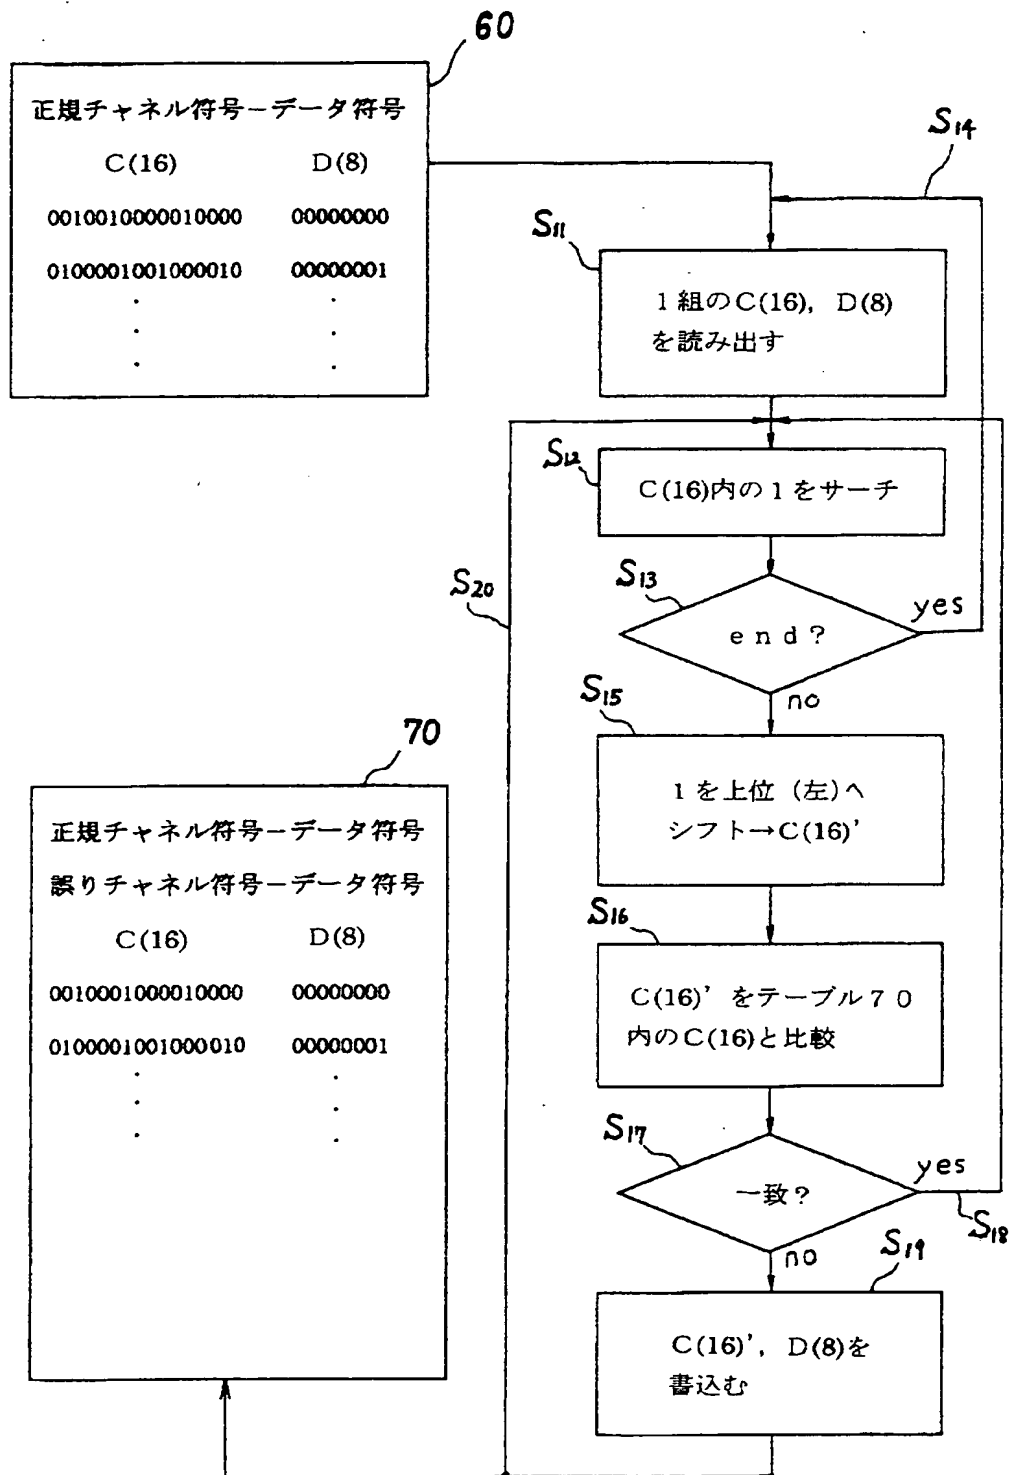 60
正規チャネル符号－データ符号
C(16) D(8)
0010010000010000 00000000
0100001001000010 00000001
S14
S11
1組のC(16), D(8)
を読み出す
S12
C(16)内の1をサーチ
S13
end?
yes
no
S20
S15
1を上位 (左)へ
シフト→C(16)'
70
正規チャネル符号－データ符号
誤りチャネル符号－データ符号
C(16) D(8)
0010001000010000 00000000
0100001001000010 00000001
S16
C(16)'をテーブル70
内のC(16)と比較
S17
一致?
yes
S18
no
S19
C(16)', D(8)を
書込む